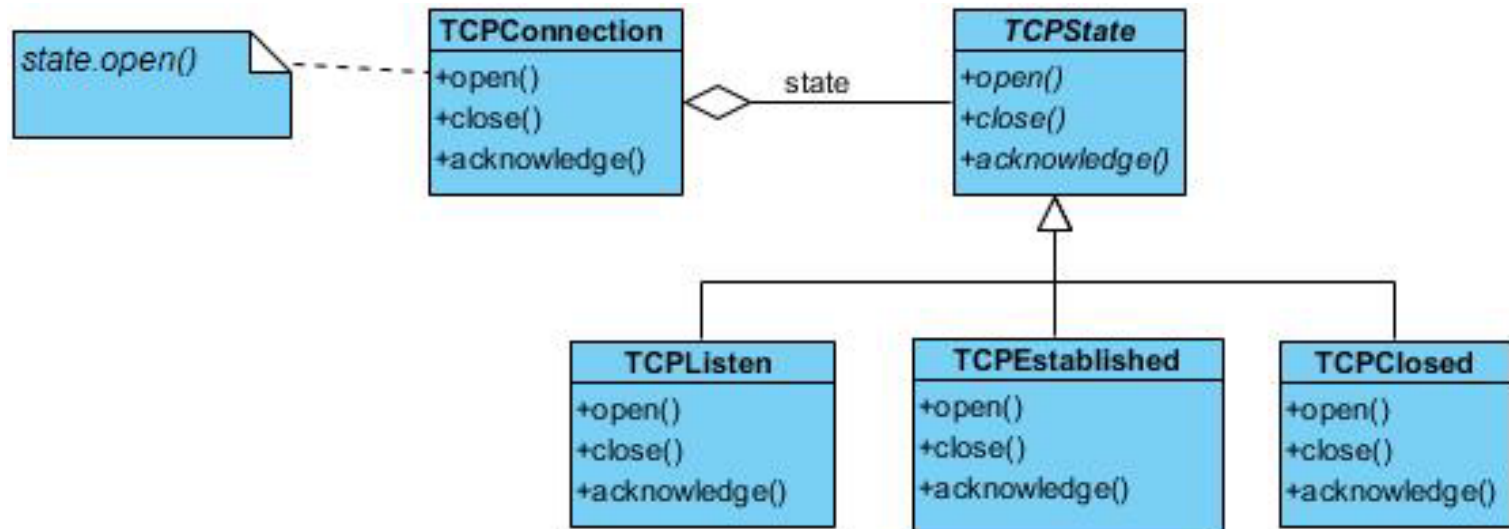 state.open()
TCPConnection
+open()
+close()
+acknowledge()
state
TCPState
+open()
+close()
+acknowledge()
TCPListen
+open()
+close()
+acknowledge()
TCPEstablished
+open()
+close()
+acknowledge()
TCPClosed
+open()
+close()
+acknowledge()